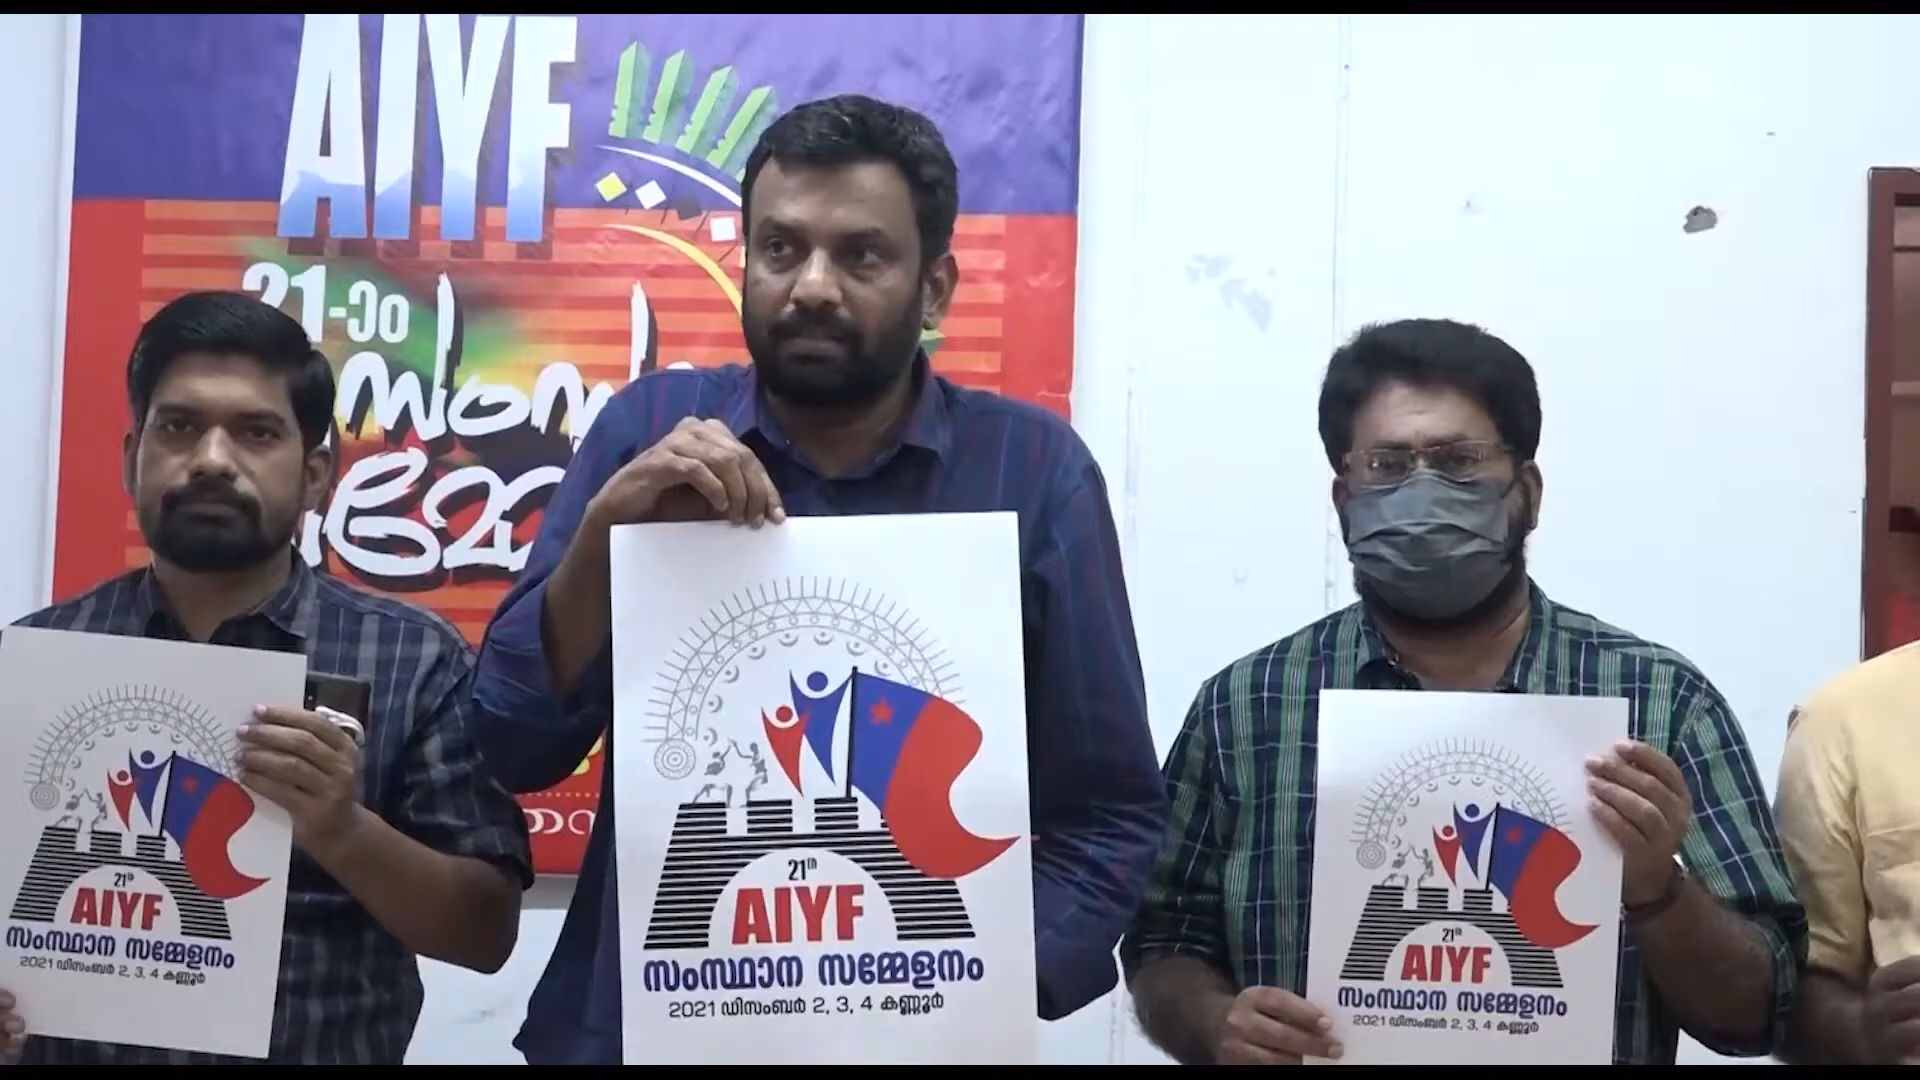 AIYF
21-ാം
21th
AIYF
സംസ്ഥാന സമ്മേളനം
2021 ഡിസംബർ 2, 3, 4 കണ്ണൂർ
21th
AIYF
സംസ്ഥാന സമ്മേളനം
2021 ഡിസംബർ 2, 3, 4 കണ്ണൂർ
21th
AIYF
സംസ്ഥാന സമ്മേളനം
2021 ഡിസംബർ 2, 3, 4 കണ്ണൂർ